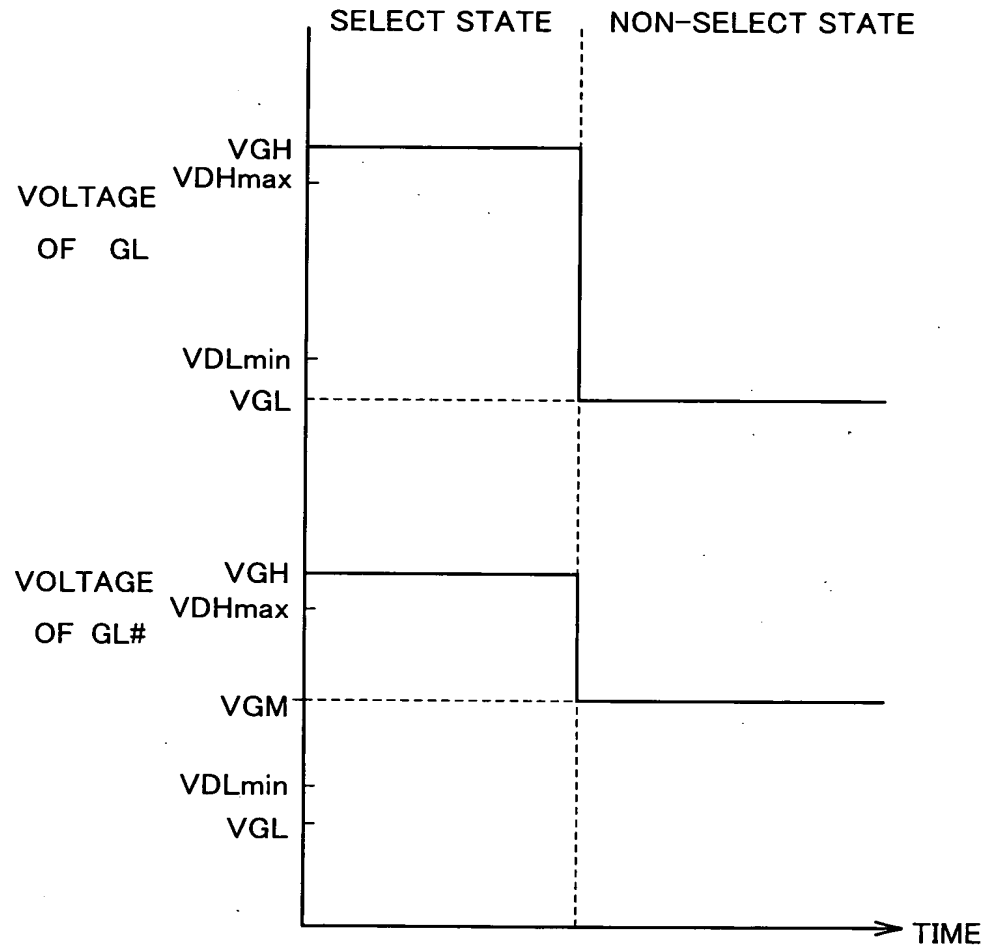 SELECT STATE
NON-SELECT STATE
VGH
VDHmax
VOLTAGE
OF GL
VDLmin
VGL
VGH
VOLTAGE
VDHmax
OF GL#
VGM
VDLmin
VGL
TIME